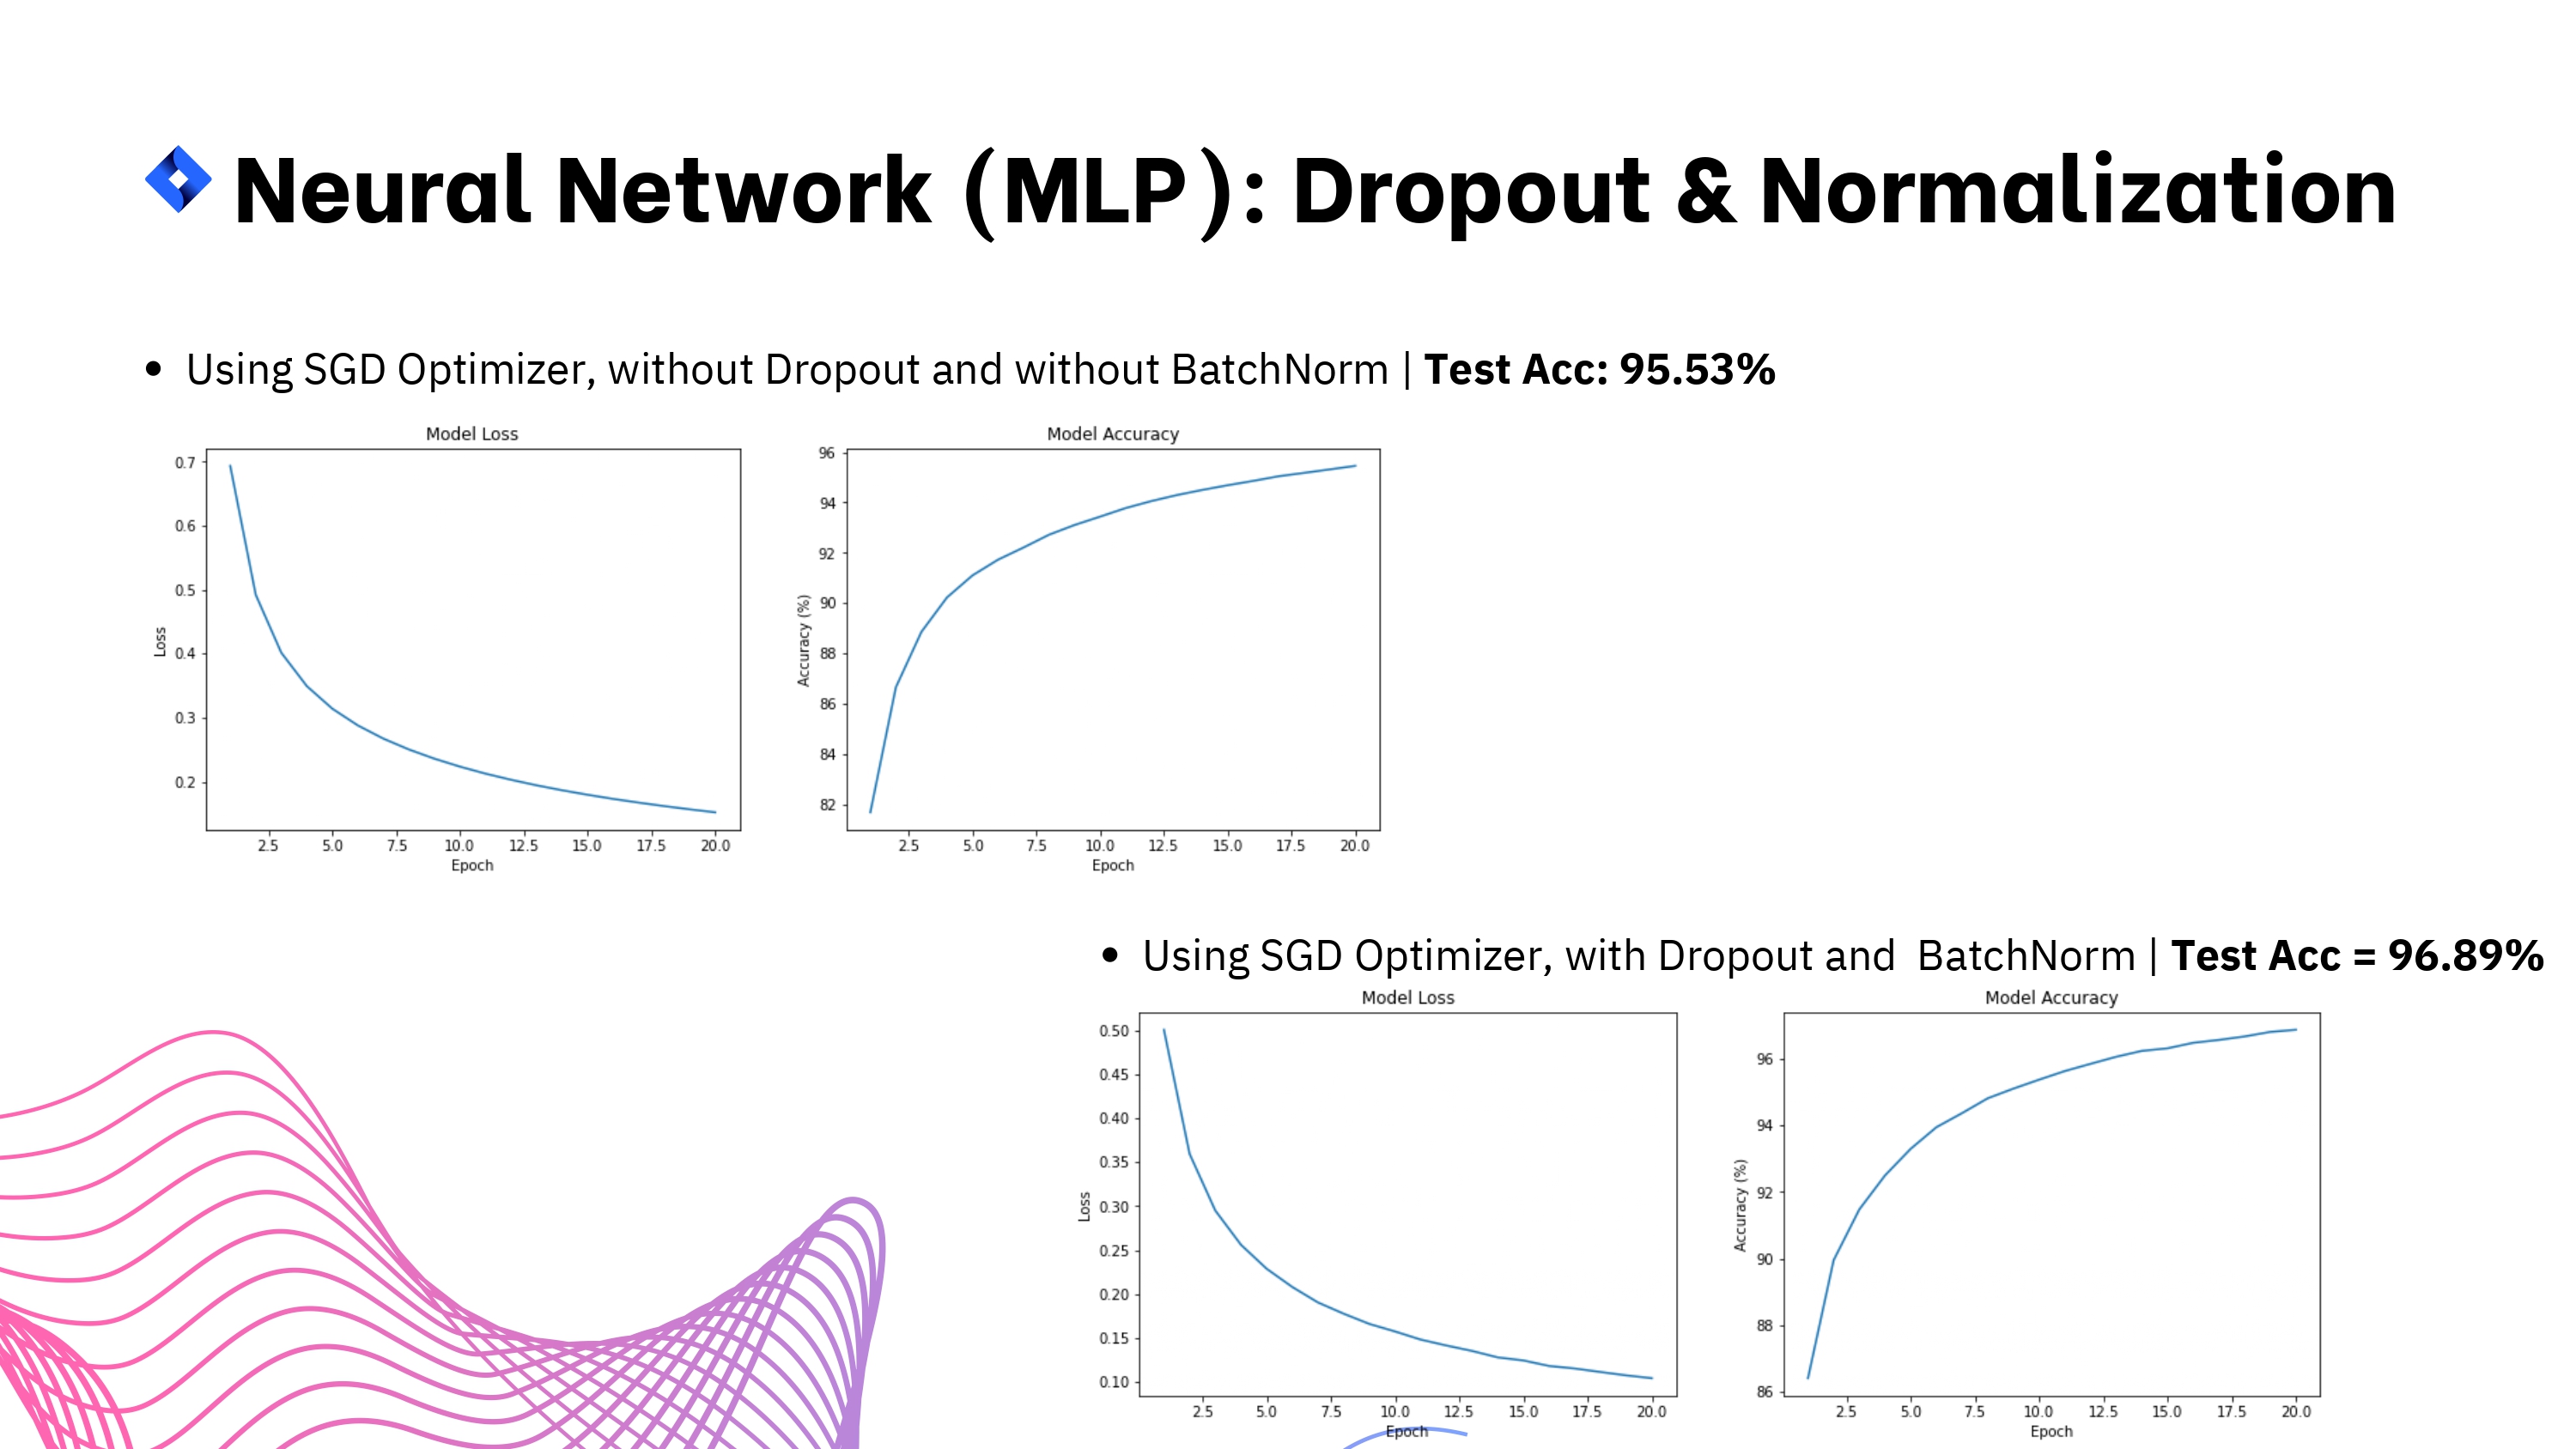 Neural Network (MLP): Dropout & Normalization
• Using SGD Optimizer, without Dropout and without BatchNorm | Test Acc: 95.53%
Model Loss
0.7
0.6
0.5
0.4
0.3
0.2
Loss
2.5 5.0 7.5 10.0 12.5 15.0 17.5 20.0
Epoch
Model Accuracy
96
94
92
90
88
86
84
82
Accuracy (%)
2.5 5.0 7.5 10.0 12.5 15.0 17.5 20.0
Epoch
• Using SGD Optimizer, with Dropout and BatchNorm | Test Acc = 96.89%
Model Loss
0.50
0.45
0.40
0.35
0.30
0.25
0.20
0.15
0.10
Loss
2.5 5.0 7.5 10.0 12.5 15.0 17.5 20.0
Epoch
Model Accuracy
96
94
92
90
88
86
Accuracy (%)
2.5 5.0 7.5 10.0 12.5 15.0 17.5 20.0
Epoch